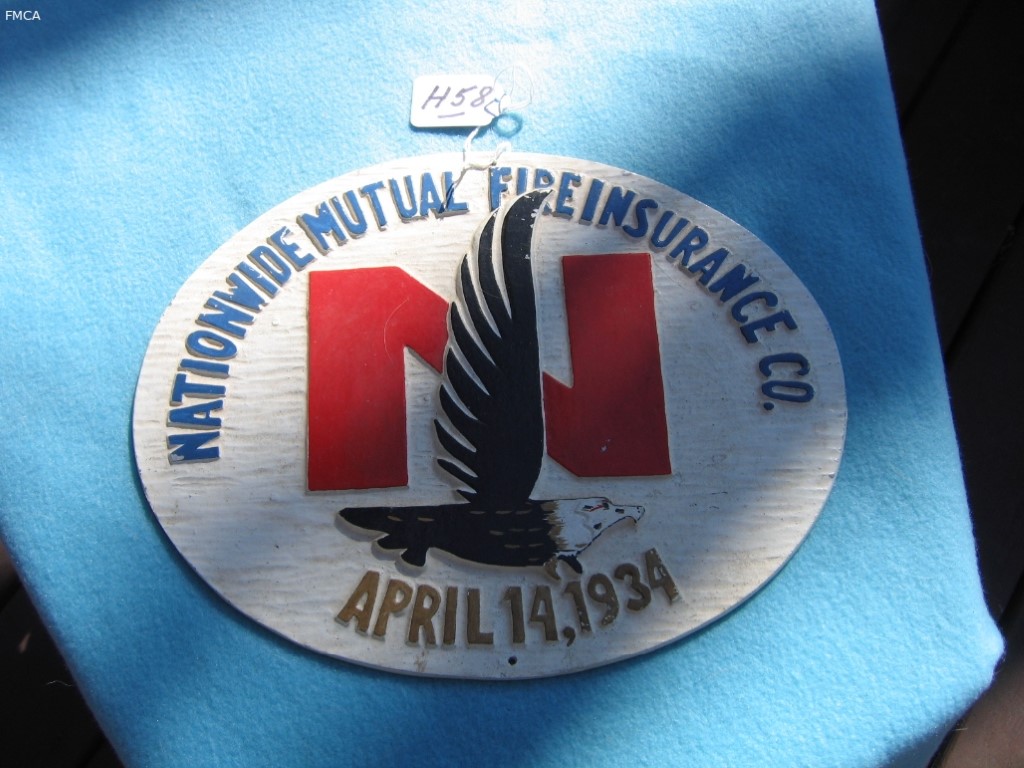 FMCA
H58
NATIONWIDE MUTUAL FIRE INSURANCE CO.
N
APRIL 14, 1934